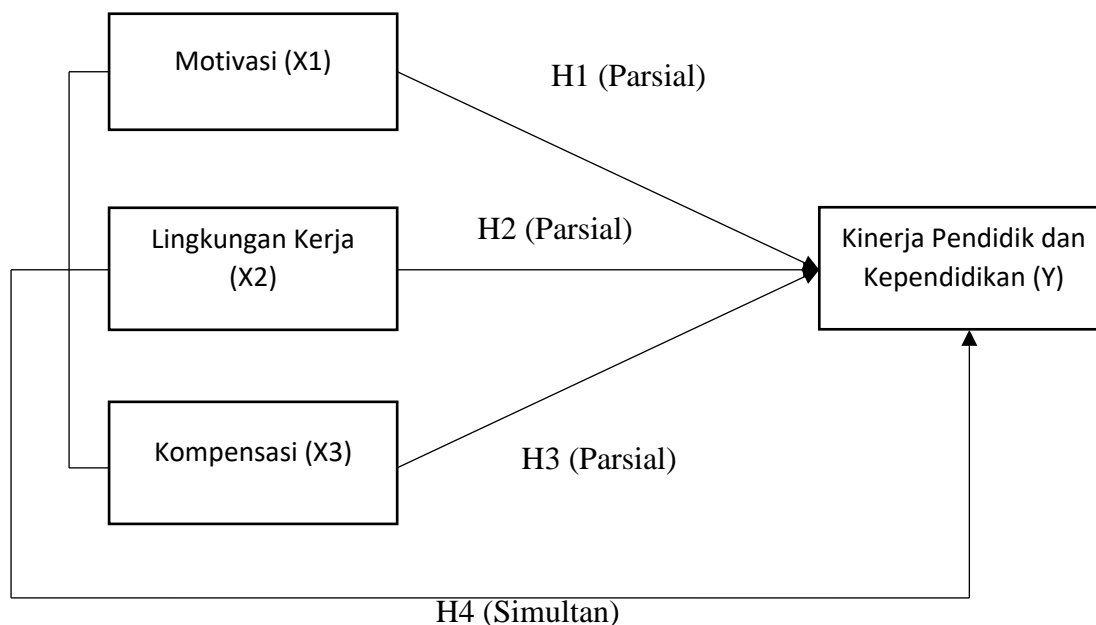 Motivasi (X1)
H1 (Parsial)
Lingkungan Kerja
(X2)
H2 (Parsial)
Kinerja Pendidik dan
Kependidikan (Y)
Kompensasi (X3)
H3 (Parsial)
H4 (Simultan)